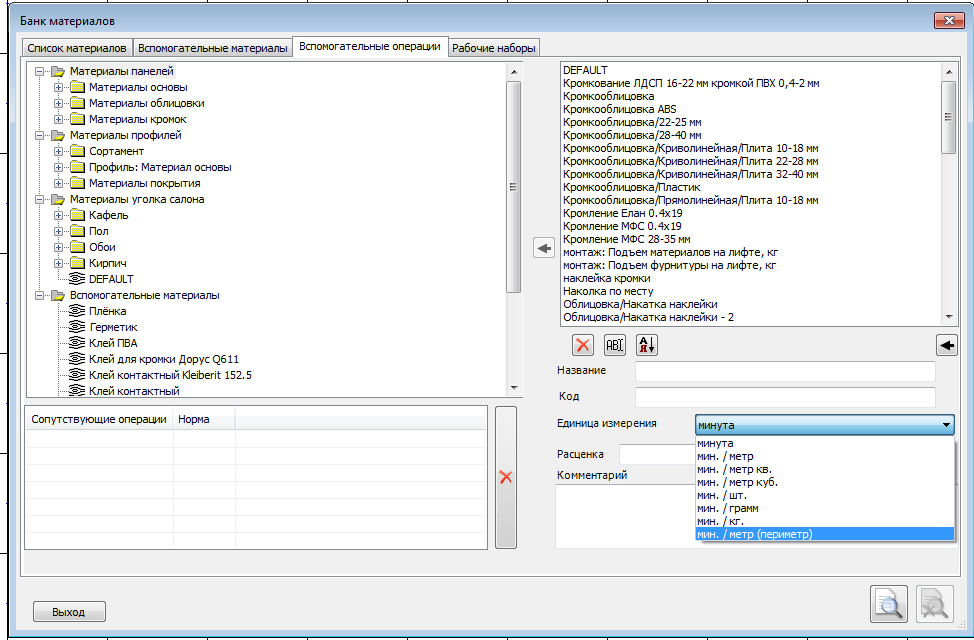 Банк материалов
Список материалов
Вспомогательные материалы
Вспомогательные операции
Рабочие наборы
Материалы панелей
Материалы основы
Материалы облицовки
Материалы кромок
Материалы профилей
Сортамент
Профиль: Материал основы
Материалы покрытия
Материалы уголка салона
Кафель
Пол
Обои
Кирпич
DEFAULT
Вспомогательные материалы
Плёнка
Герметик
Клей ПВА
Клей для кромки Дорус Q611
Клей контактный Kleiberit 152.5
Клей контактный
DEFAULT
Кромкование ЛДСП 16-22 мм кромкой ПВХ 0,4-2 мм
Кромкооблицовка
Кромкооблицовка ABS
Кромкооблицовка/22-25 мм
Кромкооблицовка/28-40 мм
Кромкооблицовка/Криволинейная/Плита 10-18 мм
Кромкооблицовка/Криволинейная/Плита 22-28 мм
Кромкооблицовка/Криволинейная/Плита 32-40 мм
Кромкооблицовка/Пластик
Кромкооблицовка/Прямолинейная/Плита 10-18 мм
Кромление Елан 0.4х19
Кромление МФС 0.4х19
Кромление МФС 28-35 мм
монтаж: Подъем материалов на лифте, кг
монтаж: Подъем фурнитуры на лифте, кг
наклейка кромки
Наколка по месту
Облицовка/Накатка наклейки
Облицовка/Накатка наклейки - 2
АВ
А
Я
Название
Код
Единица измерения
минута
минута
мин. / метр
мин. / метр кв.
мин. / метр куб.
мин. / шт.
мин. / грамм
мин. / кг.
мин. / метр (периметр)
Расценка
Комментарий
Сопутствующие операции
Норма
Выход